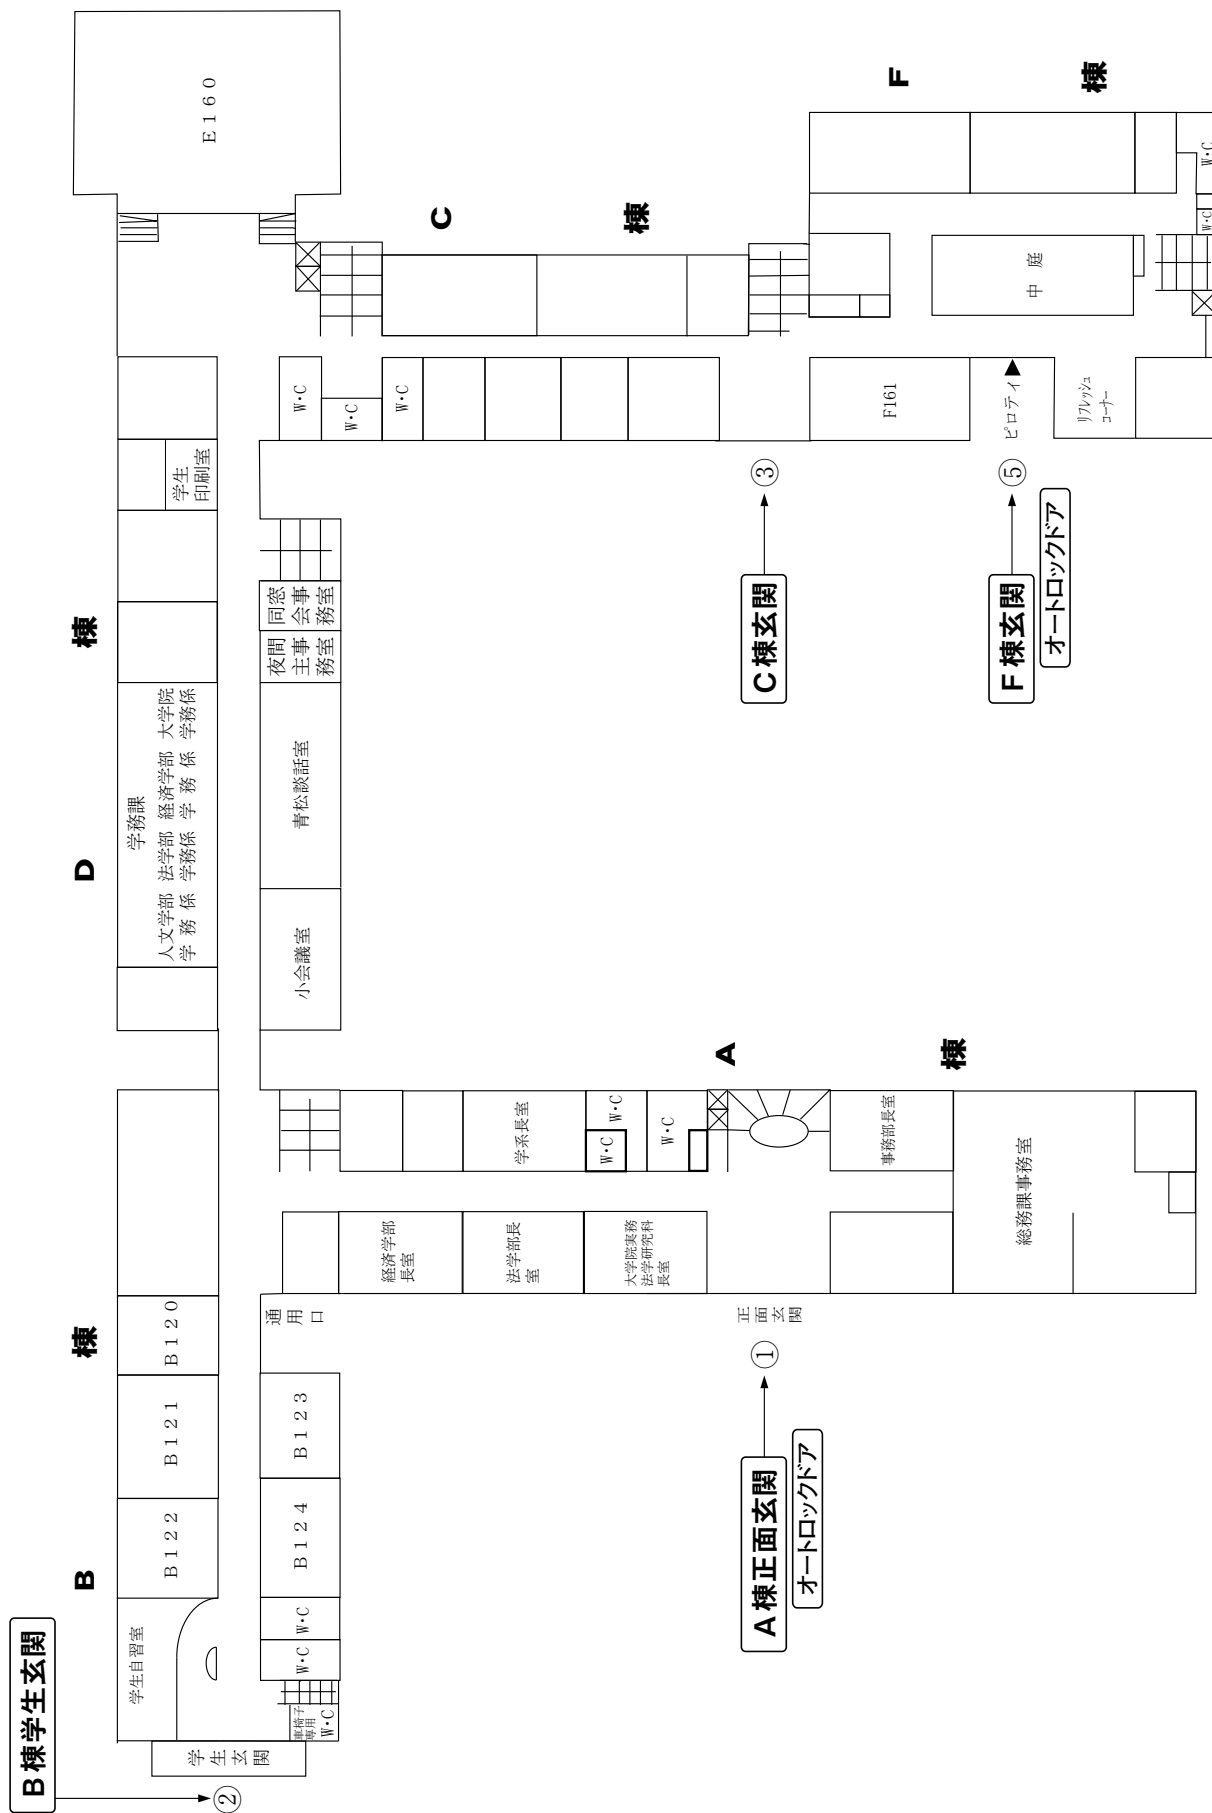 B棟学生玄関
②
学生玄関
学生自習室
車椅子
専用
W・C
W・C
W・C
B
棟
B122
B121
B120
B124
B123
通用口
D
棟
学務課
人文学部 法学部 経済学部 大学院
学務係 学務係 学務係 学務係
学生
印刷室
小会議室
青松談話室
夜間
主事
務室
同窓
会事
務室
E160
A
棟
経済学部
長室
法学部長
室
大学院実務
法学研究科
長室
学系長室
W・C
W・C
W・C
正面玄関
①
A棟正面玄関
オートロックドア
事務部長室
総務課事務室
C
棟
W・C
W・C
W・C
③
C棟玄関
F
棟
F161
中庭
ピロティ▲
リフレッシュ
コーナー
W・C
W・C
⑤
F棟玄関
オートロックドア